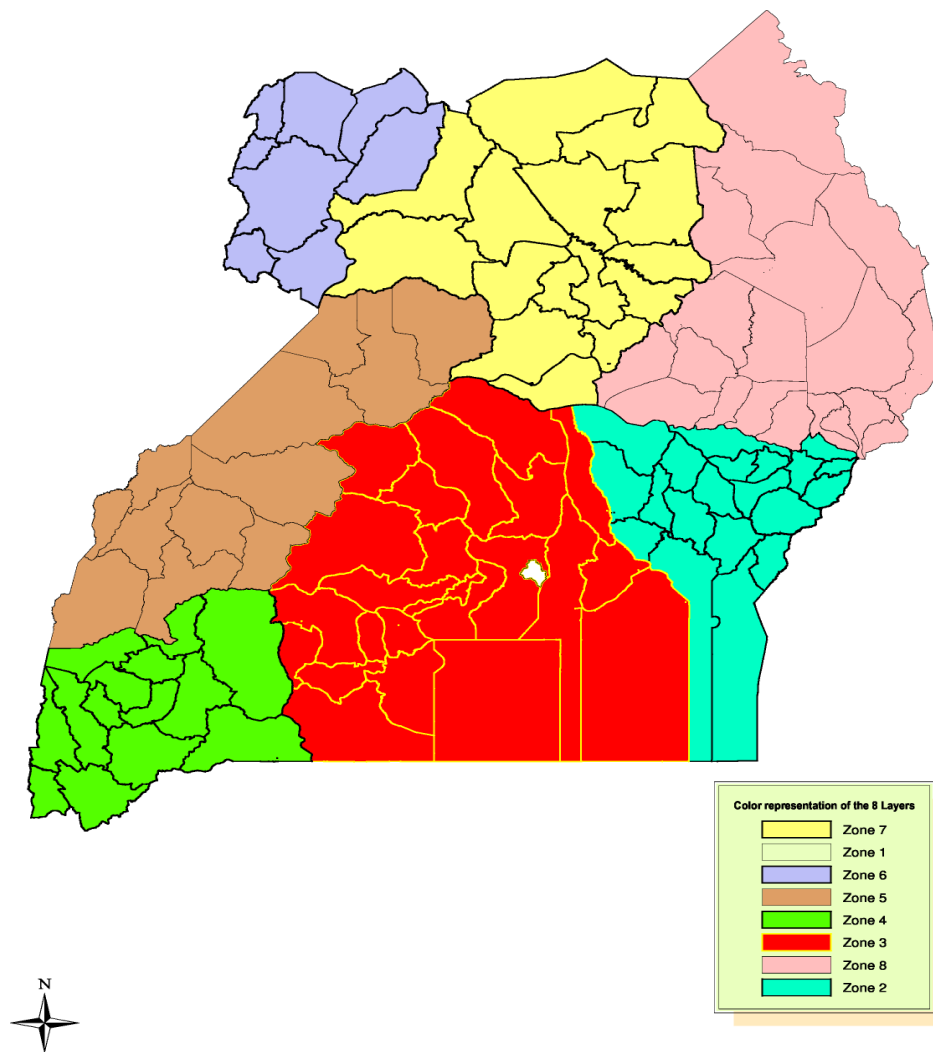 Color representation of the 8 Layers
Zone 7
Zone 1
Zone 6
Zone 5
Zone 4
Zone 3
Zone 8
Zone 2
N